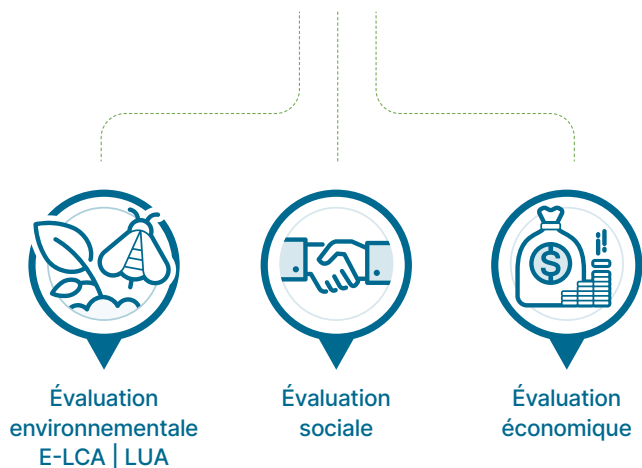 Évaluation
environnementale
E-LCA | LUA
Évaluation
sociale
Évaluation
économique
$